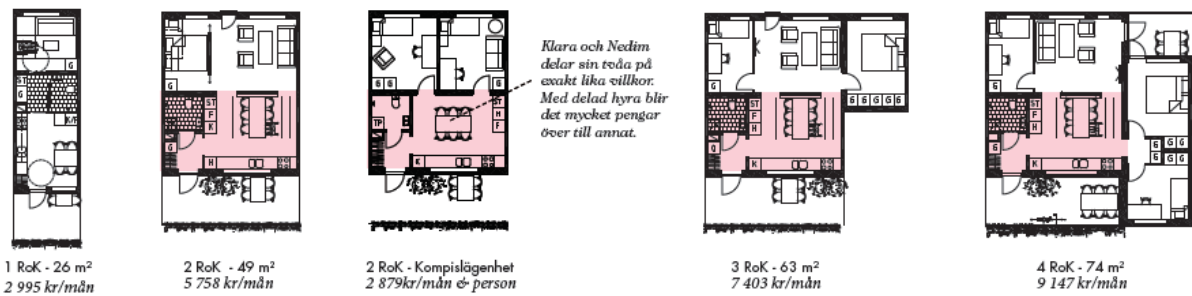 Klara och Nedim
delar sin tvåa på
exakt lika villkor.
Med delad hyra blir
det mycket pengar
över till annat.
1 RoK - 26 m²
2 995 kr/mån
2 RoK - 49 m²
5 758 kr/mån
2 RoK - Kompislägenhet
2 879kr/mån & person
3 RoK - 63 m²
7 403 kr/mån
4 RoK - 74 m²
9 147 kr/mån